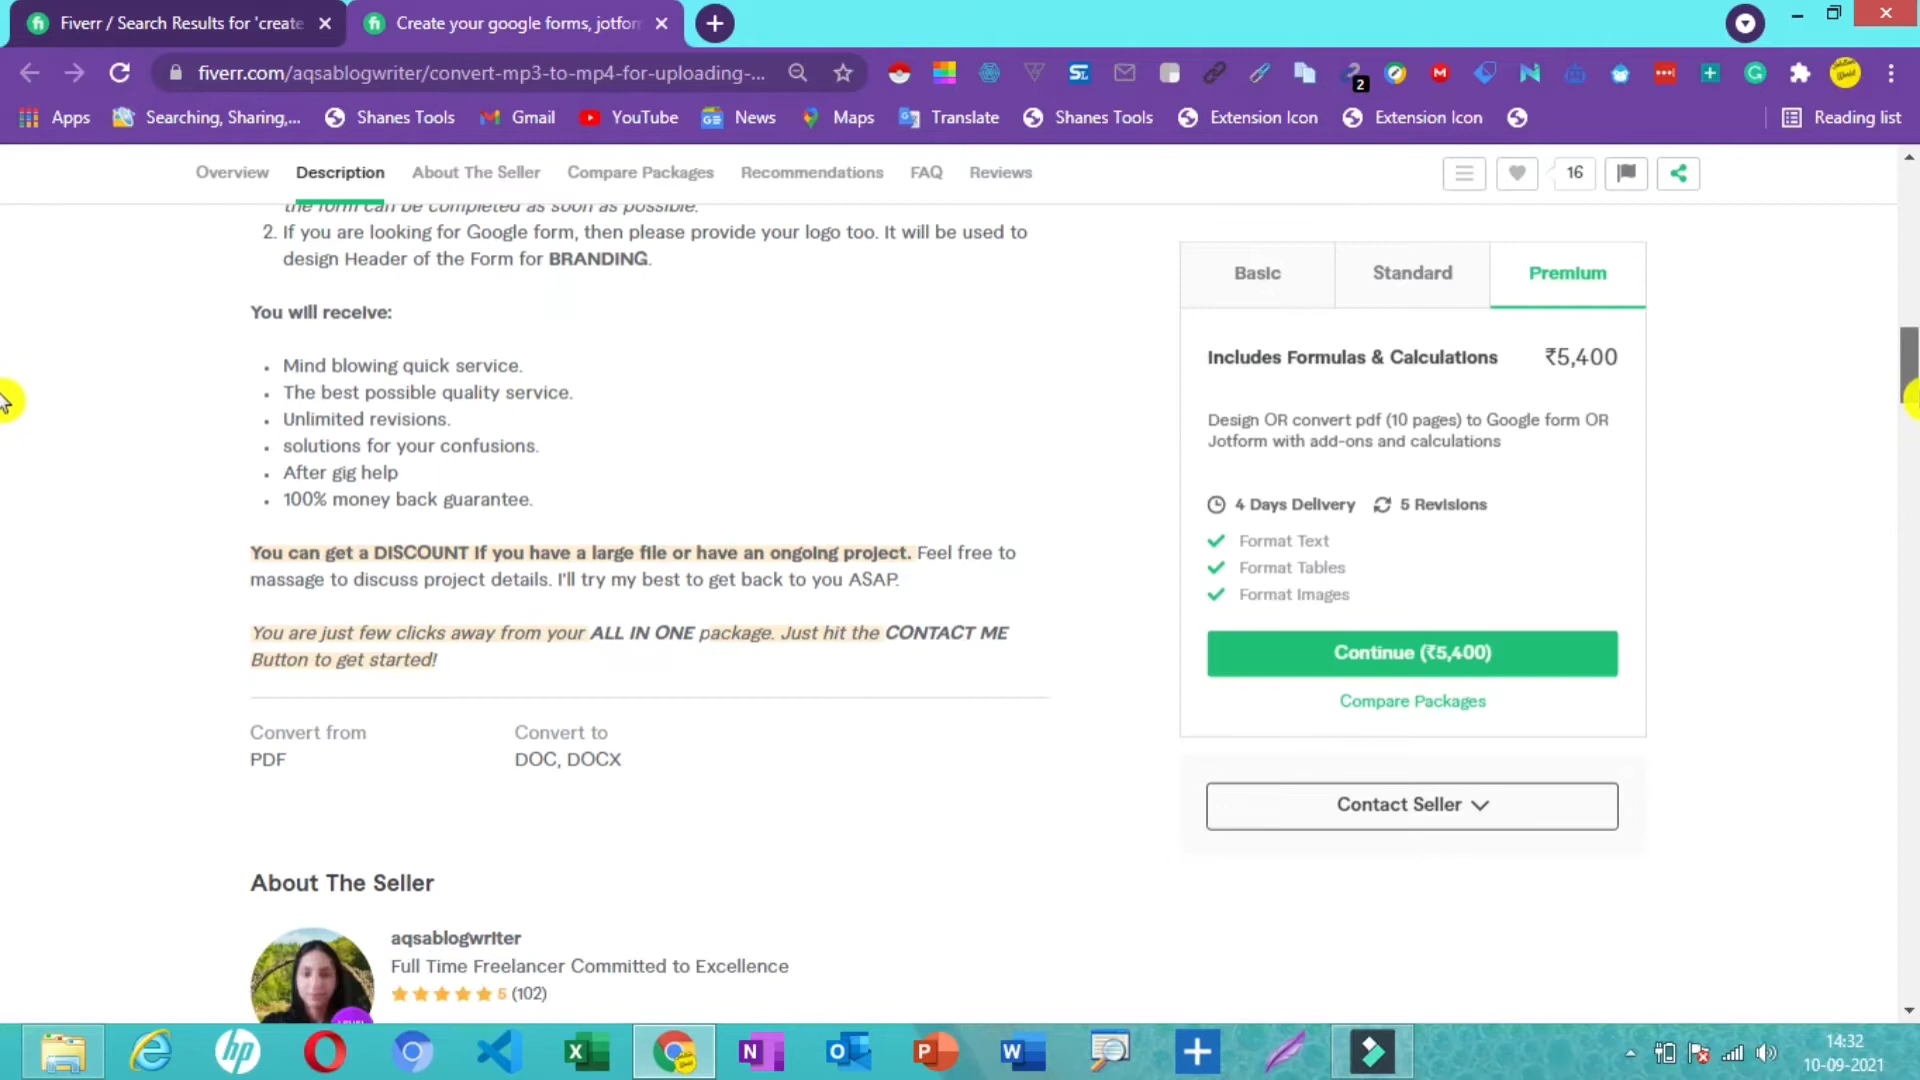 Fiverr / Search Results for 'create
Create your google forms, jotfor
fiverr.com/aqsablogwriter/convert-mp3-to-mp4-for-uploading-...
2
Apps
Searching, Sharing,...
Shanes Tools
Gmail
YouTube
News
Maps
Translate
Shanes Tools
Extension Icon
Extension Icon
Reading list
Overview
Description
About The Seller
Compare Packages
Recommendations
FAQ
Reviews
16
the form can be completed as soon as possible.
2. If you are looking for Google form, then please provide your logo too. It will be used to
design Header of the Form for BRANDING.
You will receive:
Mind blowing quick service.
The best possible quality service.
Unlimited revisions.
solutions for your confusions.
After gig help
100% money back guarantee.
You can get a DISCOUNT if you have a large file or have an ongoing project. Feel free to
massage to discuss project details. I'll try my best to get back to you ASAP.
You are just few clicks away from your ALL IN ONE package. Just hit the CONTACT ME
Button to get started!
Convert from
Convert to
PDF
DOC, DOCX
About The Seller
aqsablogwriter
Full Time Freelancer Committed to Excellence
5 (102)
Basic
Standard
Premium
Includes Formulas & Calculations
₹5,400
Design OR convert pdf (10 pages) to Google form OR
Jotform with add-ons and calculations
4 Days Delivery
5 Revisions
Format Text
Format Tables
Format Images
Continue (₹5,400)
Compare Packages
Contact Seller
14:32
10-09-2021